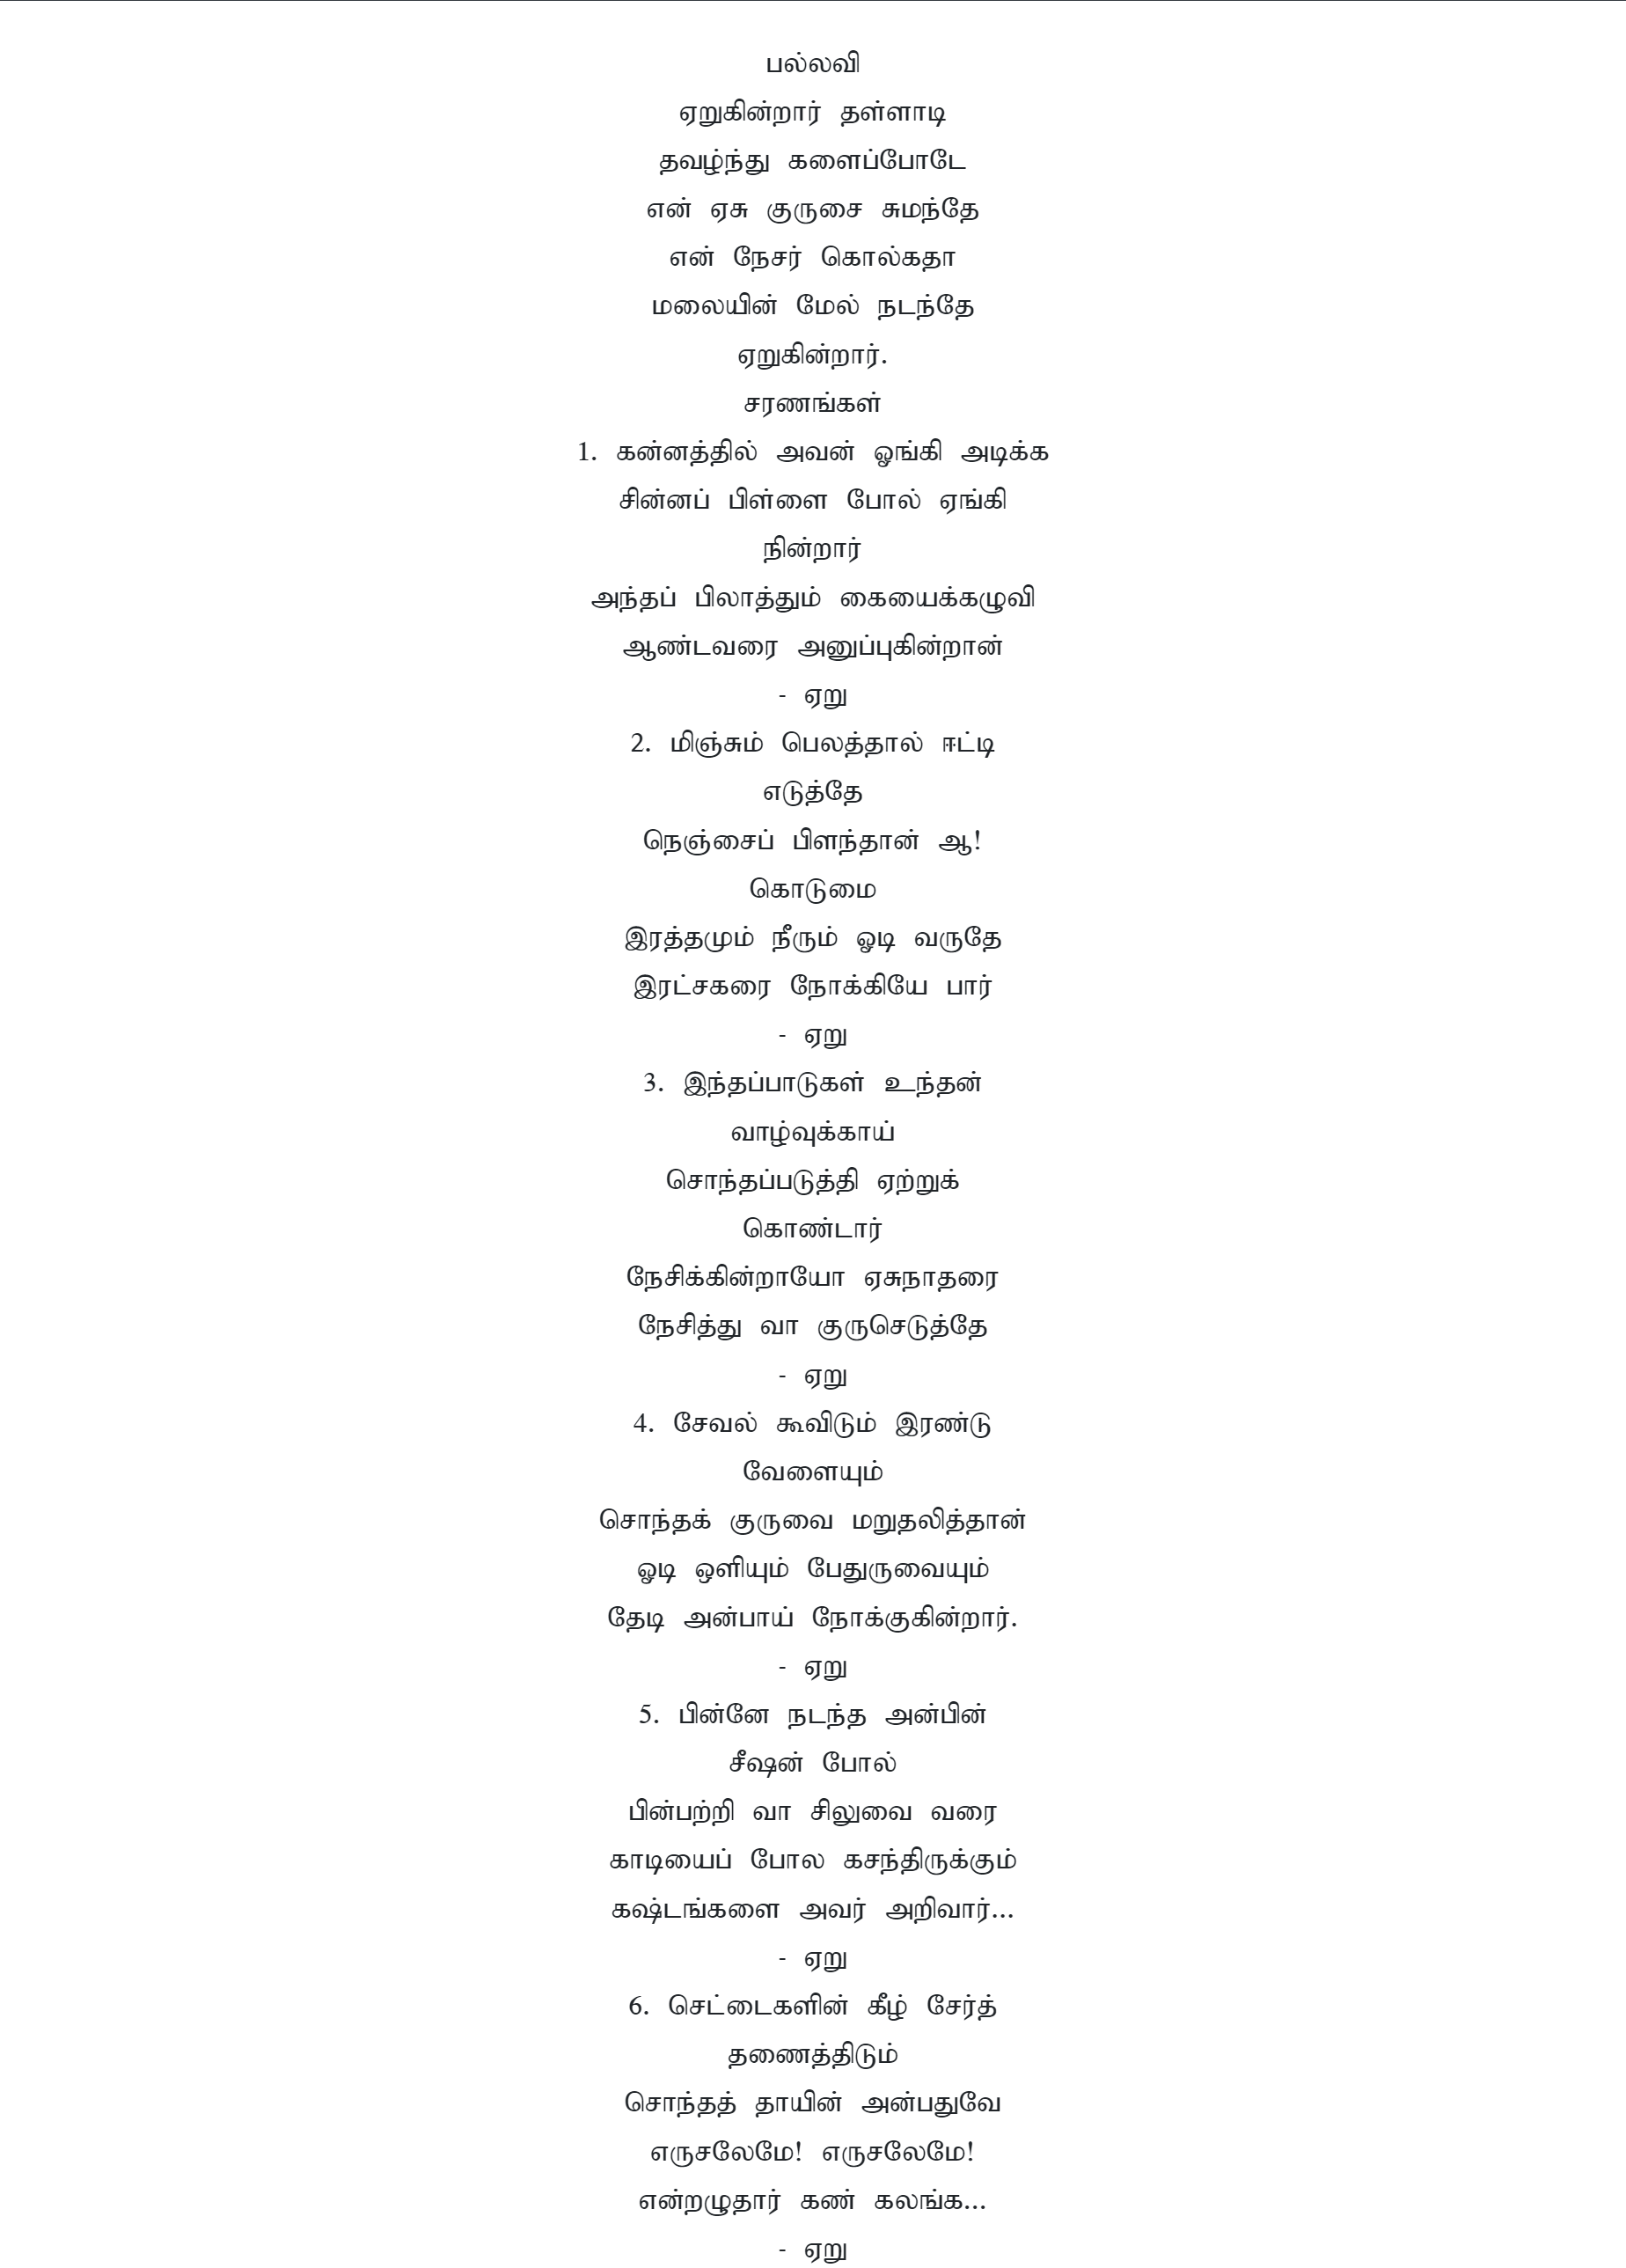 பல்லவி
ஏறுகின்றார் தள்ளாடி
தவழ்ந்து களைப்போடே
என் ஏசு குருசை சுமந்தே
என் நேசர் கொல்கதா
மலையின் மேல் நடந்தே
ஏறுகின்றார்.
சரணங்கள்
1. கன்னத்தில் அவன் ஓங்கி அடிக்க
சின்னப் பிள்ளை போல் ஏங்கி
நின்றார்
அந்தப் பிலாத்தும் கையைக்கழுவி
ஆண்டவரை அனுப்புகின்றான்
- ஏறு
2. மிஞ்சும் பெலத்தால் ஈட்டி
எடுத்தே
நெஞ்சைப் பிளந்தான் ஆ!
கொடுமை
இரத்தமும் நீரும் ஓடி வருதே
இரட்சகரை நோக்கியே பார்
- ஏறு
3. இந்தப்பாடுகள் உந்தன்
வாழ்வுக்காய்
சொந்தப்படுத்தி ஏற்றுக்
கொண்டார்
நேசிக்கின்றாயோ ஏசுநாதரை
நேசித்து வா குருசெடுத்தே
- ஏறு
4. சேவல் கூவிடும் இரண்டு
வேளையும்
சொந்தக் குருவை மறுதலித்தான்
ஓடி ஒளியும் பேதுருவையும்
தேடி அன்பாய் நோக்குகின்றார்.
- ஏறு
5. பின்னே நடந்த அன்பின்
சீஷன் போல்
பின்பற்றி வா சிலுவை வரை
காடியைப் போல கசந்திருக்கும்
கஷ்டங்களை அவர் அறிவார்...
- ஏறு
6. செட்டைகளின் கீழ் சேர்த்
தணைத்திடும்
சொந்தத் தாயின் அன்பதுவே
எருசலேமே! எருசலேமே!
என்றழுதார் கண் கலங்க...
- ஏறு